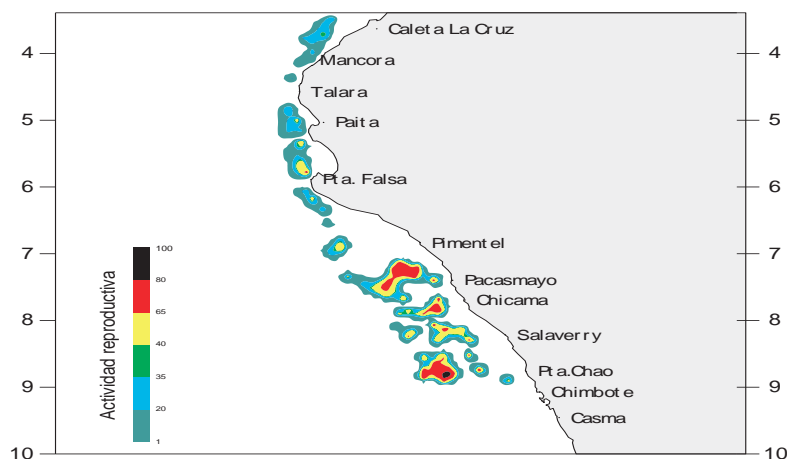 4
5
6
7
8
9
10
Caleta La Cruz
Mancora
Talara
Paita
Pta. Falsa
Pimentel
Pacasmayo
Chicama
Salaverry
Pta.Chao
Chimbote
Casma
4
5
6
7
8
9
10
Actividad reproductiva
100
80
65
40
35
20
1